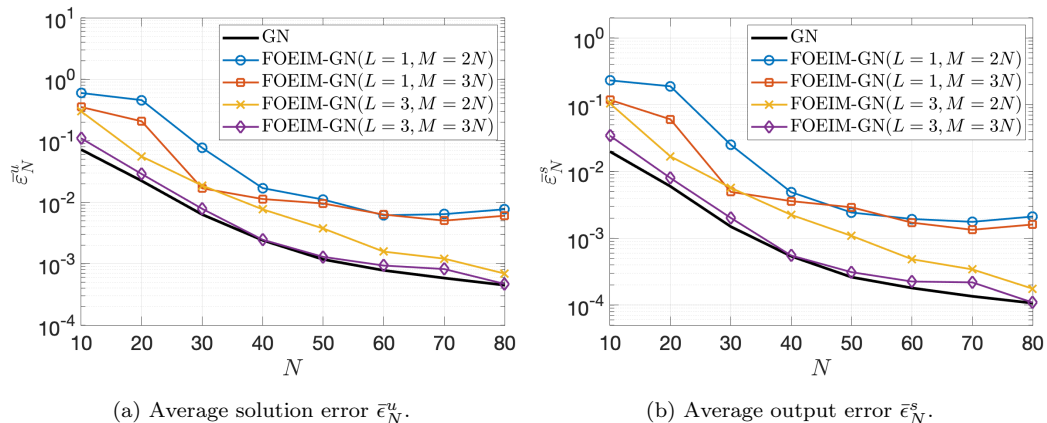 10^1
10^0
10^-1
10^-2
10^-3
10^-4
ε̄_N^u
10 20 30 40 50 60 70 80
N
GN
FOEIM-GN(L = 1, M = 2N)
FOEIM-GN(L = 1, M = 3N)
FOEIM-GN(L = 3, M = 2N)
FOEIM-GN(L = 3, M = 3N)
(a) Average solution error ϵ̄_N^u.
10^0
10^-1
10^-2
10^-3
10^-4
ε̄_N^s
10 20 30 40 50 60 70 80
N
GN
FOEIM-GN(L = 1, M = 2N)
FOEIM-GN(L = 1, M = 3N)
FOEIM-GN(L = 3, M = 2N)
FOEIM-GN(L = 3, M = 3N)
(b) Average output error ϵ̄_N^s.